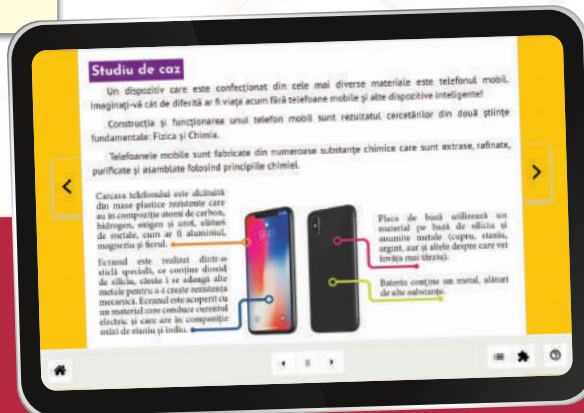 Studiu de caz
Un dispozitiv care este confecționat din cele mai diverse materiale este telefonul mobil.
Imaginați-vă cât de diferită ar fi viața acum fără telefoane mobile și alte dispozitive inteligente!
Construcția și funcționarea unui telefon mobil sunt rezultatul cercetărilor din două științe
fundamentale: Fizica și Chimia.
Telefoanele mobile sunt fabricate din numeroase substanțe chimice care sunt extrase, rafinate,
purificate și asamblate folosind principiile chimiei.
Carcasa telefonului este alcătuită
din mase plastice rezistente care
au în compoziție atomi de carbon,
hidrogen, oxigen și azot, alături
de metale, cum ar fi aluminiul,
magneziu și fierul.
Ecranul este realizat dintr-o
sticlă specială, ce conține dioxid
de siliciu, căreia i se adaugă alte
metale pentru a-i crește rezistența
mecanică. Ecranul este acoperit cu
un material care conduce curentul
electric și care are în compoziție
oxizi de staniu și indiu.
9:41
Placa de bază utilizează un
material pe bază de siliciu și
anumite metale (cupru, staniu,
argint, aur și altele despre care vei
învăța mai târziu).
Bateria conține un metal, alături
de alte substanțe.